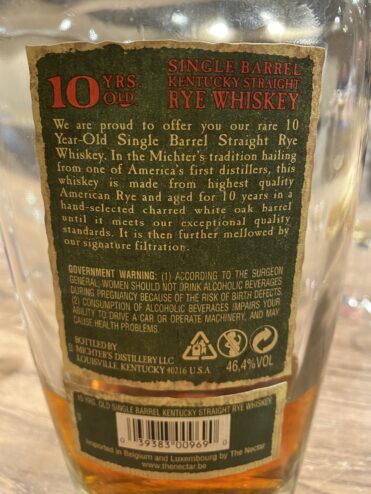 10 YRS. OLD
SINGLE BARREL
KENTUCKY STRAIGHT
RYE WHISKEY
We are proud to offer you our rare 10
Year-Old Single Barrel Straight Rye
Whiskey. In the Michter's tradition hailing
from one of America's first distillers, this
whiskey is made from highest quality
American Rye and aged for 10 years in a
hand-selected charred white oak barrel
until it meets our exceptional quality
standards. It is then further mellowed by
our signature filtration.
GOVERNMENT WARNING: (1) ACCORDING TO THE SURGEON
GENERAL, WOMEN SHOULD NOT DRINK ALCOHOLIC BEVERAGES
DURING PREGNANCY BECAUSE OF THE RISK OF BIRTH DEFECTS.
(2) CONSUMPTION OF ALCOHOLIC BEVERAGES IMPAIRS YOUR
ABILITY TO DRIVE A CAR OR OPERATE MACHINERY, AND MAY
CAUSE HEALTH PROBLEMS.
BOTTLED BY
MICHTER'S DISTILLERY LLC
LOUISVILLE, KENTUCKY 40216 U.S.A.
46,4%VOL
10 YRS. OLD SINGLE BARREL KENTUCKY STRAIGHT RYE WHISKEY
0 39383 00969 0
Imported in Belgium and Luxembourg by The Nectar
www.thenectar.be